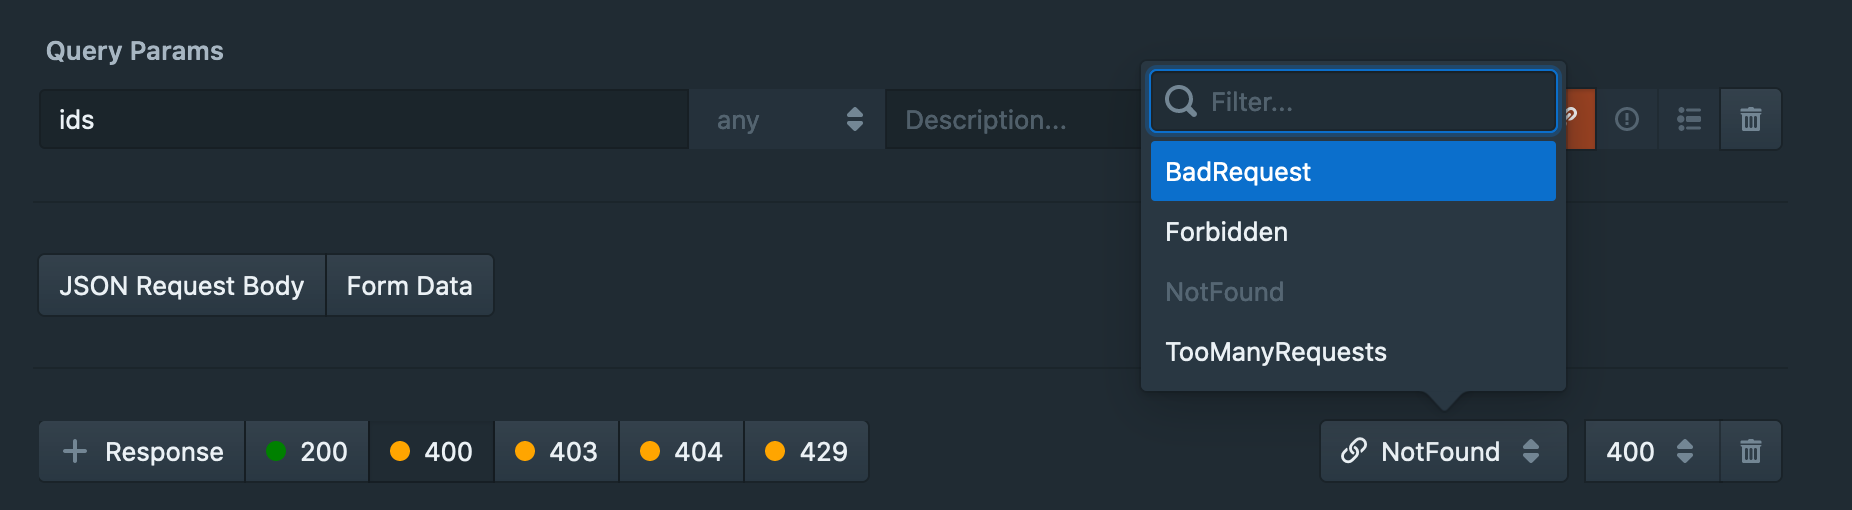 Query Params
ids
any
Description...
Filter...
BadRequest
Forbidden
NotFound
TooManyRequests
JSON Request Body
Form Data
Response
200
400
403
404
429
NotFound
400